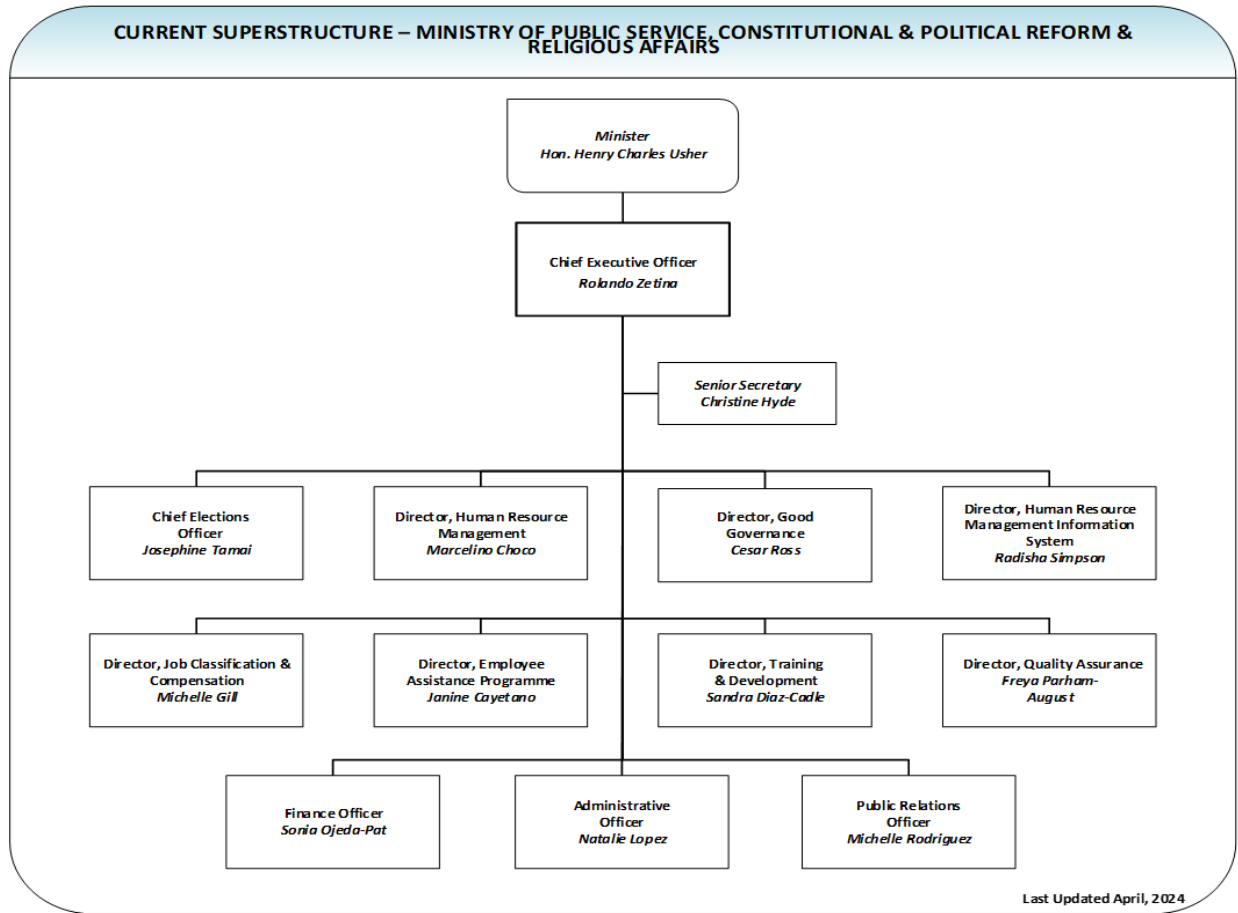 CURRENT SUPERSTRUCTURE – MINISTRY OF PUBLIC SERVICE, CONSTITUTIONAL & POLITICAL REFORM &
RELIGIOUS AFFAIRS
Minister
Hon. Henry Charles Usher
Chief Executive Officer
Rolando Zetina
Senior Secretary
Christine Hyde
Chief Elections
Officer
Josephine Tamai
Director, Human Resource
Management
Marcelino Choco
Director, Good
Governance
Cesar Ross
Director, Human Resource
Management Information
System
Radisha Simpson
Director, Job Classification &
Compensation
Michelle Gill
Director, Employee
Assistance Programme
Janine Cayetano
Director, Training
& Development
Sandra Diaz-Cadle
Director, Quality Assurance
Freya Parham-
August
Finance Officer
Sonia Ojeda-Pat
Administrative
Officer
Natalie Lopez
Public Relations
Officer
Michelle Rodriguez
Last Updated April, 2024